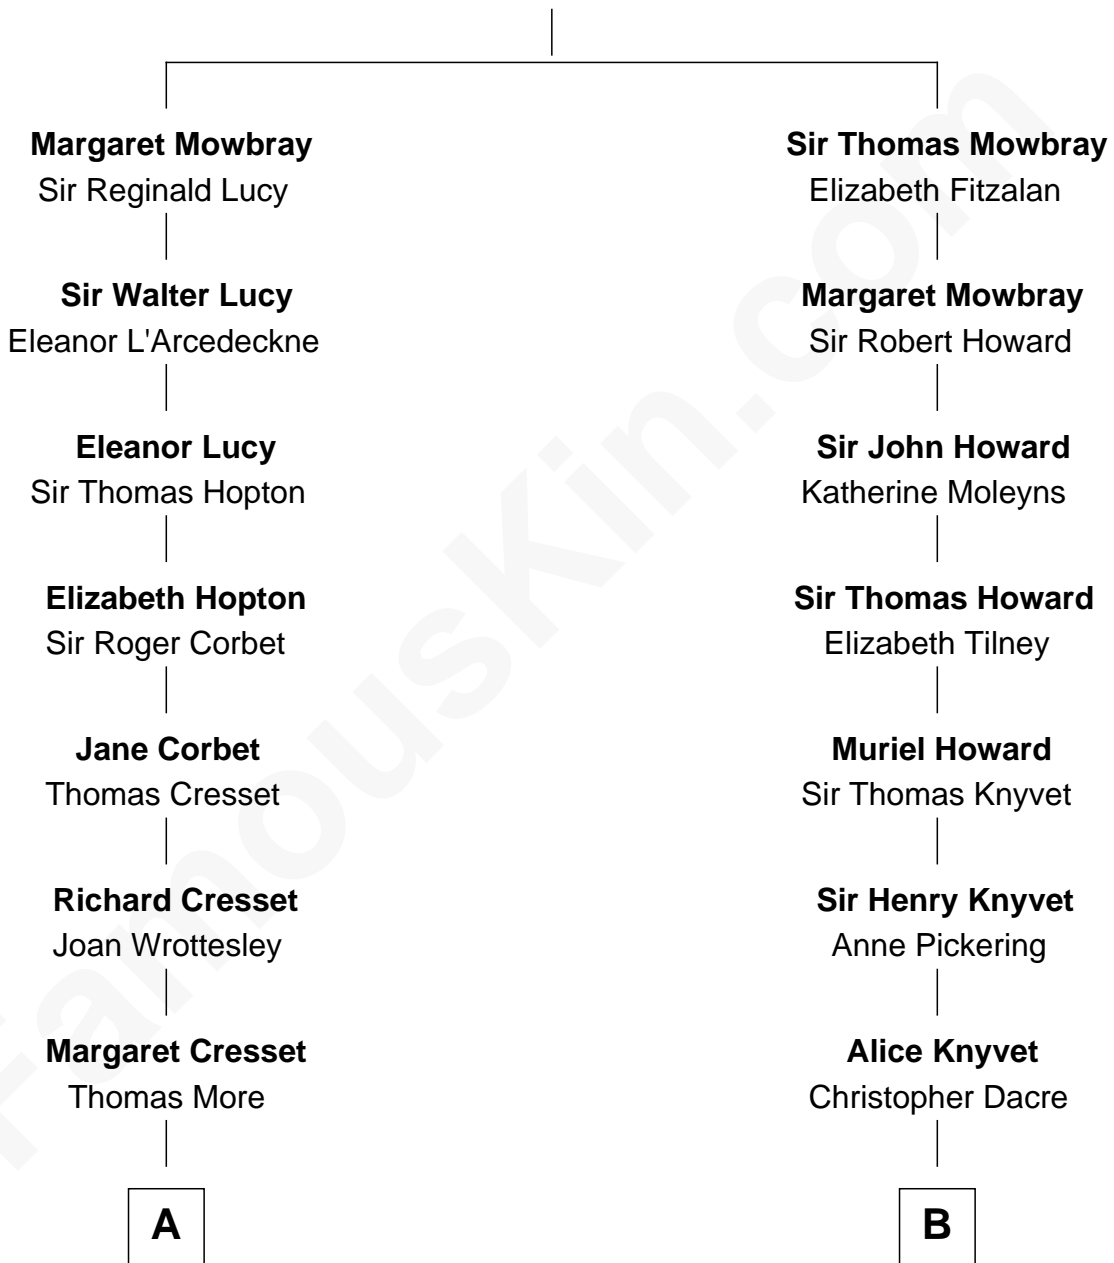 Margaret Mowbray
Sir Reginald Lucy
Sir Thomas Mowbray
Elizabeth Fitzalan
Sir Walter Lucy
Eleanor L'Arcedeckne
Margaret Mowbray
Sir Robert Howard
Eleanor Lucy
Sir Thomas Hopton
Sir John Howard
Katherine Moleyns
Elizabeth Hopton
Sir Roger Corbet
Sir Thomas Howard
Elizabeth Tilney
Jane Corbet
Thomas Cresset
Muriel Howard
Sir Thomas Knyvet
Richard Cresset
Joan Wrottesley
Sir Henry Knyvet
Anne Pickering
Margaret Cresset
Thomas More
Alice Knyvet
Christopher Dacre
A
B
FamousKin.com